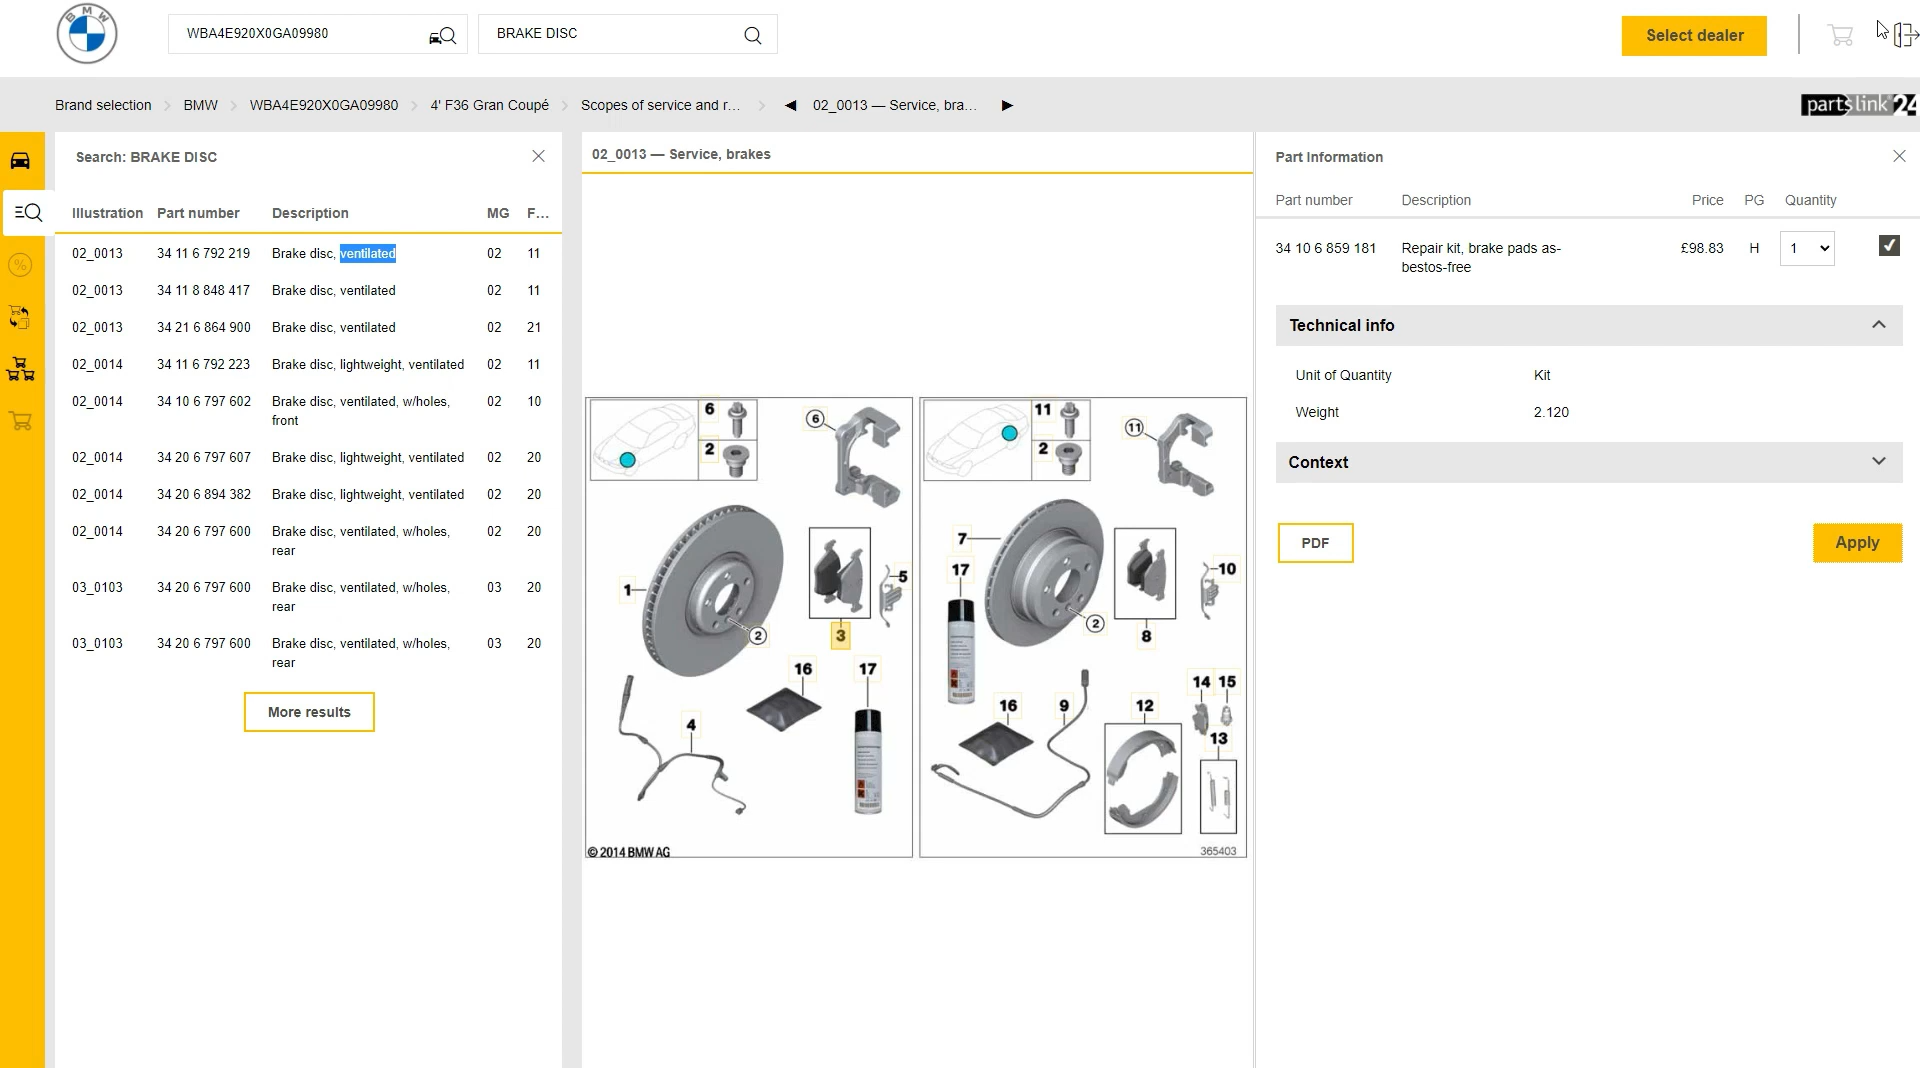 BMW
WBA4E920X0GA09980
BRAKE DISC
Select dealer
Brand selection
BMW
WBA4E920X0GA09980
4' F36 Gran Coupé
Scopes of service and r…
02_0013 — Service, bra…
partslink24
Search: BRAKE DISC
Illustration Part number Description MG F…
02_0013 34 11 6 792 219 Brake disc, ventilated 02 11
02_0013 34 11 8 848 417 Brake disc, ventilated 02 11
02_0013 34 21 6 864 900 Brake disc, ventilated 02 21
02_0014 34 11 6 792 223 Brake disc, lightweight, ventilated 02 11
02_0014 34 10 6 797 602 Brake disc, ventilated, w/holes, 02 10
front
02_0014 34 20 6 797 607 Brake disc, lightweight, ventilated 02 20
02_0014 34 20 6 894 382 Brake disc, lightweight, ventilated 02 20
02_0014 34 20 6 797 600 Brake disc, ventilated, w/holes, 02 20
rear
03_0103 34 20 6 797 600 Brake disc, ventilated, w/holes, 03 20
rear
03_0103 34 20 6 797 600 Brake disc, ventilated, w/holes, 03 20
rear
More results
02_0013 — Service, brakes
6
2
6
1
2
3
5
16
17
4
© 2014 BMW AG
11
2
11
7
17
2
8
10
16
9
12
14
15
13
365403
Part Information
Part number Description Price PG Quantity
34 10 6 859 181 Repair kit, brake pads as- £98.83 H 1
bestos-free
Technical info
Unit of Quantity Kit
Weight 2.120
Context
PDF
Apply